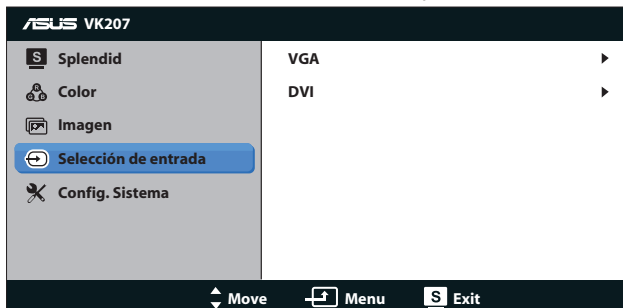 ASUS VK207
S Splendid
Color
Imagen
Selección de entrada
Config. Sistema
VGA
DVI
Move Menu S Exit